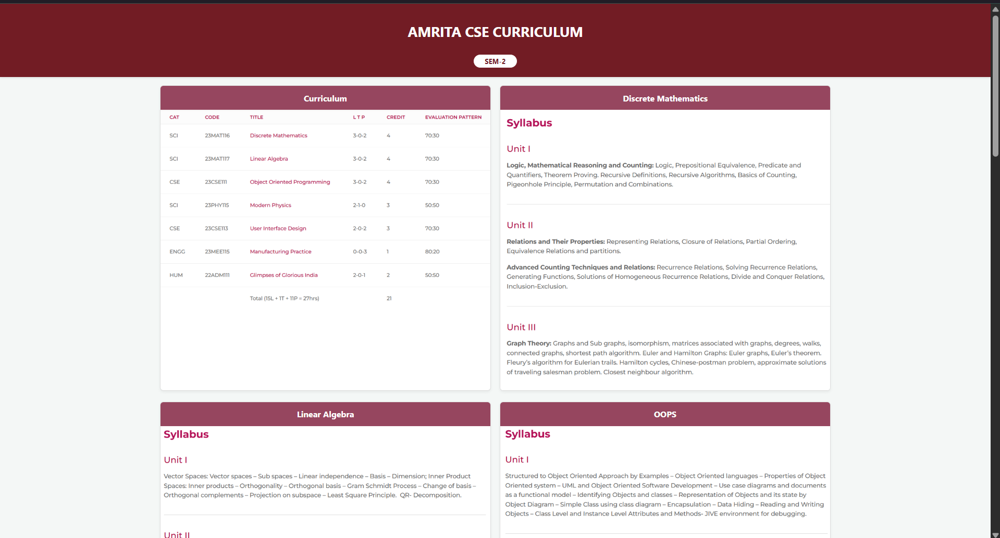 AMRITA CSE CURRICULUM
SEM-2
Curriculum
CAT CODE TITLE L T P CREDIT EVALUATION PATTERN
SCI 23MAT116 Discrete Mathematics 3-0-2 4 70:30
SCI 23MAT117 Linear Algebra 3-0-2 4 70:30
CSE 23CSE111 Object Oriented Programming 3-0-2 4 70:30
SCI 23PHY115 Modern Physics 2-1-0 3 50:50
CSE 23CSE113 User Interface Design 2-0-2 3 70:30
ENGG 23MEE115 Manufacturing Practice 0-0-3 1 80:20
HUM 22ADM111 Glimpses of Glorious India 2-0-1 2 50:50
Total (15L + 1T + 11P = 27hrs) 21
Discrete Mathematics
Syllabus
Unit I
Logic, Mathematical Reasoning and Counting: Logic, Prepositional Equivalence, Predicate and
Quantifiers, Theorem Proving. Recursive Definitions, Recursive Algorithms, Basics of Counting,
Pigeonhole Principle, Permutation and Combinations.
Unit II
Relations and Their Properties: Representing Relations, Closure of Relations, Partial Ordering,
Equivalence Relations and partitions.
Advanced Counting Techniques and Relations: Recurrence Relations, Solving Recurrence Relations,
Generating Functions, Solutions of Homogeneous Recurrence Relations, Divide and Conquer Relations,
Inclusion-Exclusion.
Unit III
Graph Theory: Graphs and Sub graphs, isomorphism, matrices associated with graphs, degrees, walks,
connected graphs, shortest path algorithm. Euler and Hamilton Graphs: Euler graphs, Euler's theorem.
Fleury's algorithm for Eulerian trails. Hamilton cycles, Chinese-postman problem, approximate solutions
of traveling salesman problem. Closest neighbour algorithm.
Linear Algebra
Syllabus
Unit I
Vector Spaces: Vector spaces – Sub spaces – Linear independence – Basis – Dimension; Inner Product
Spaces: Inner products – Orthogonality – Orthogonal basis – Gram Schmidt Process – Change of basis –
Orthogonal complements – Projection on subspace – Least Square Principle. QR- Decomposition.
Unit II
OOPS
Syllabus
Unit I
Structured to Object Oriented Approach by Examples – Object Oriented languages – Properties of Object
Oriented system – UML and Object Oriented Software Development – Use case diagrams and documents
as a functional model – Identifying Objects and classes – Representation of Objects and its state by
Object Diagram – Simple Class using class diagram – Encapsulation – Data Hiding – Reading and Writing
Objects – Class Level and Instance Level Attributes and Methods- JIVE environment for debugging.